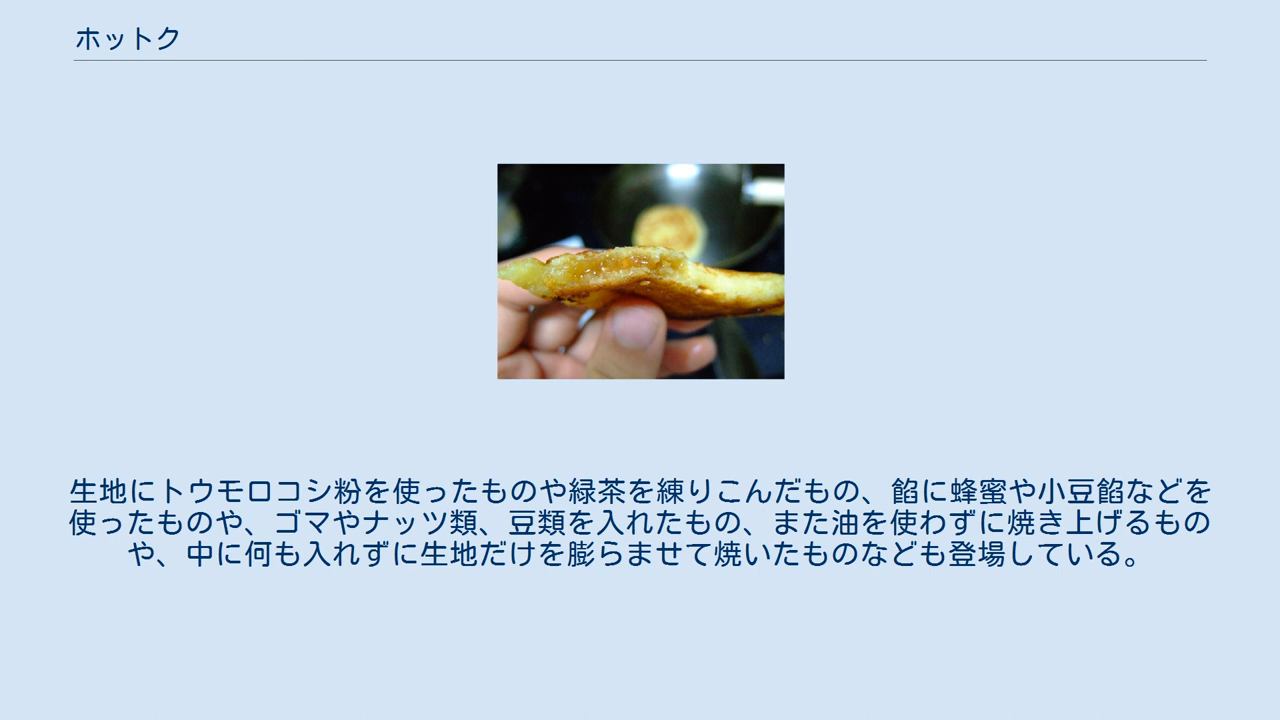 ホットク
生地にトウモロコシ粉を使ったものや緑茶を練りこんだもの、餡に蜂蜜や小豆餡などを
使ったものや、ゴマやナッツ類、豆類を入れたもの、また油を使わずに焼き上げるもの
や、中に何も入れずに生地だけを膨らませて焼いたものなども登場している。